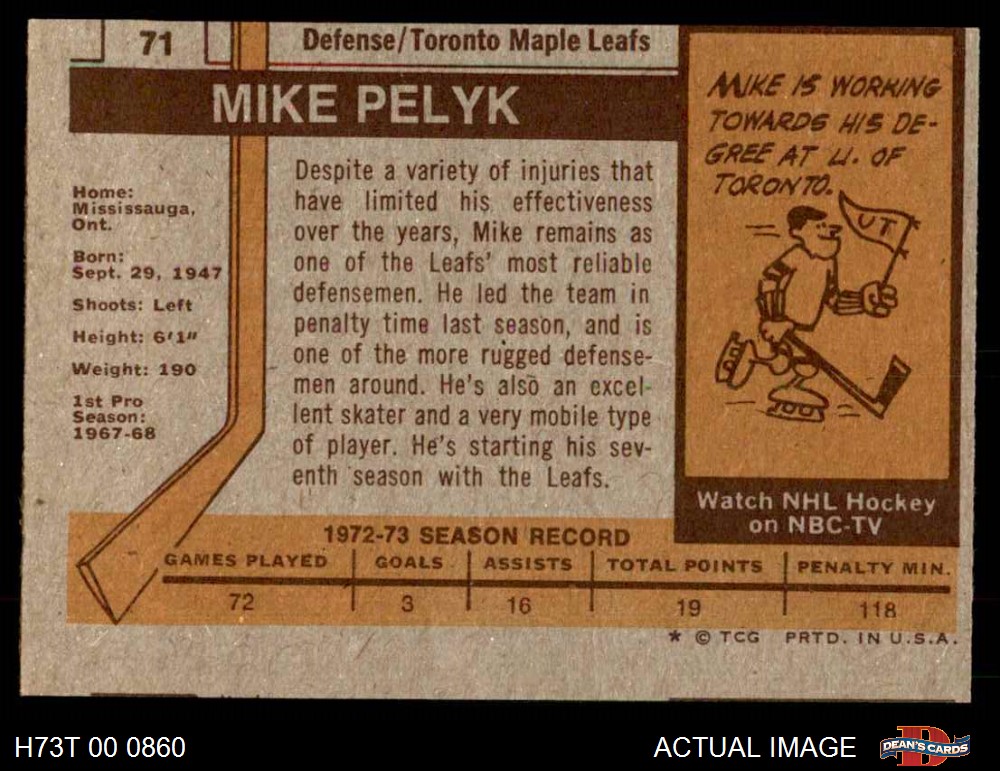 71
Defense/Toronto Maple Leafs
MIKE PELYK
Home:
Mississauga,
Ont.
Born:
Sept. 29, 1947
Shoots: Left
Height: 6'1"
Weight: 190
1st Pro
Season:
1967-68
Despite a variety of injuries that
have limited his effectiveness
over the years, Mike remains as
one of the Leafs' most reliable
defensemen. He led the team in
penalty time last season, and is
one of the more rugged defense-
men around. He's also an excel-
lent skater and a very mobile type
of player. He's starting his sev-
enth season with the Leafs.
MIKE IS WORKING
TOWARDS HIS DE-
GREE AT U. OF
TORONTO.
UT
Watch NHL Hockey
on NBC-TV
1972-73 SEASON RECORD
GAMES PLAYED GOALS ASSISTS TOTAL POINTS PENALTY MIN.
72 3 16 19 118
* © TCG PRTD. IN U.S.A.
H73T 00 0860
ACTUAL IMAGE
D
DEAN'S CARDS